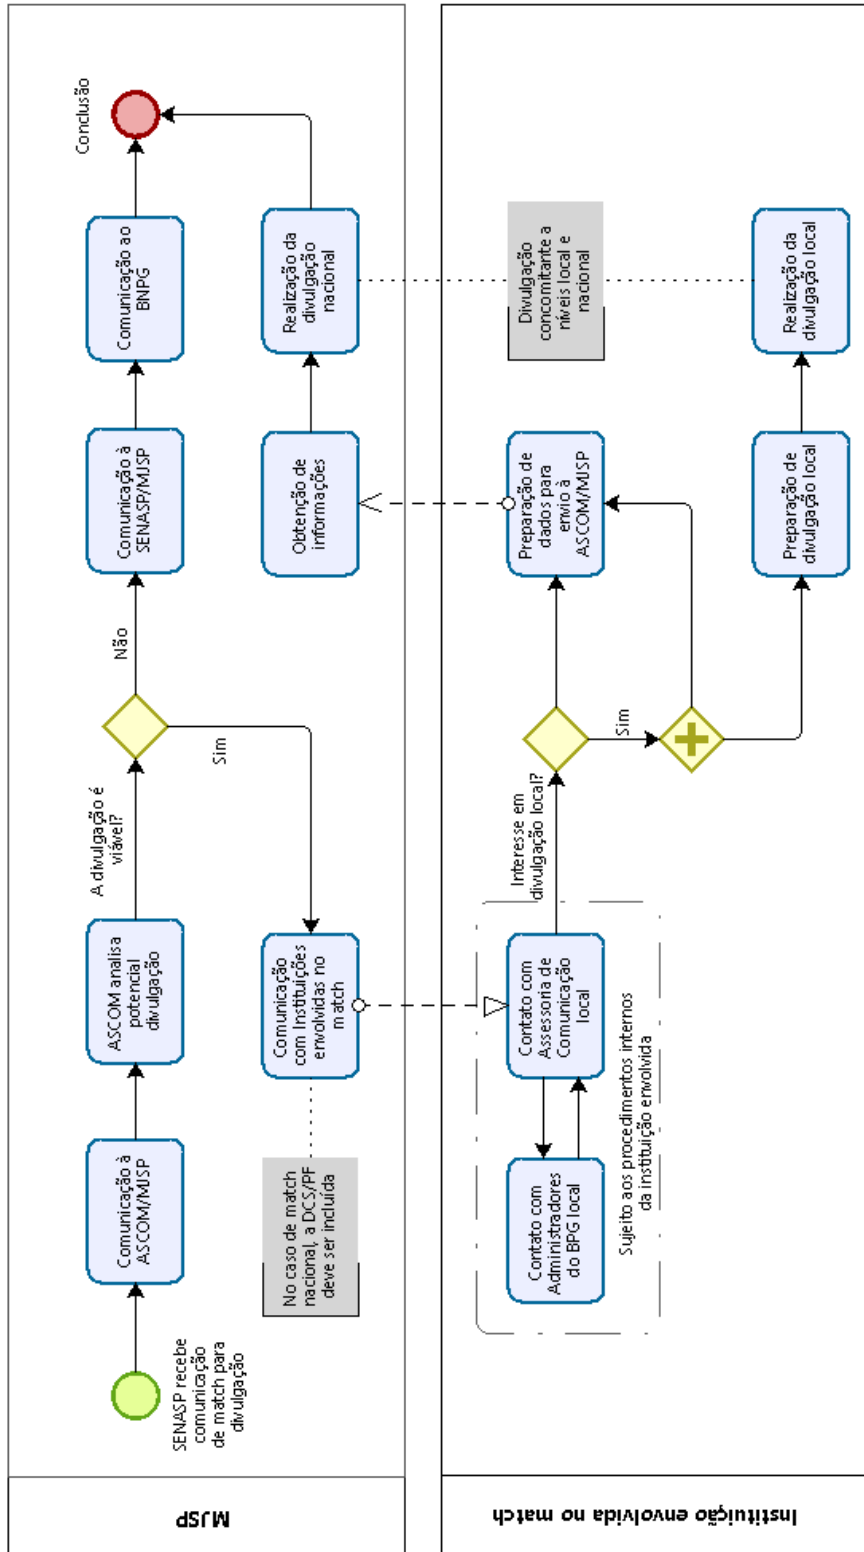 MJSP
SENASP recebe
comunicação
de match para
divulgação
Comunicação à
ASCOM/MJSP
ASCOM analisa
potencial
divulgação
A divulgação é
viável?
Não
Sim
Comunicação à
SENASP/MJSP
Comunicação ao
BNPG
Conclusão
No caso de match
nacional, a DCS/PF
deve ser incluída
Comunicação
com Instituições
envolvidas no
match
Obtenção de
informações
Realização da
divulgação
nacional
Instituição envolvida no match
Contato com
Administradores
do BPG local
Contato com
Assessoria de
Comunicação
local
Sujeito aos procedimentos internos
da instituição envolvida
Interesse em
divulgação local?
Sim
Preparação de
dados para
envio à
ASCOM/MJSP
Divulgação
concomitante a
níveis local e
nacional
Preparação de
divulgação local
Realização da
divulgação local